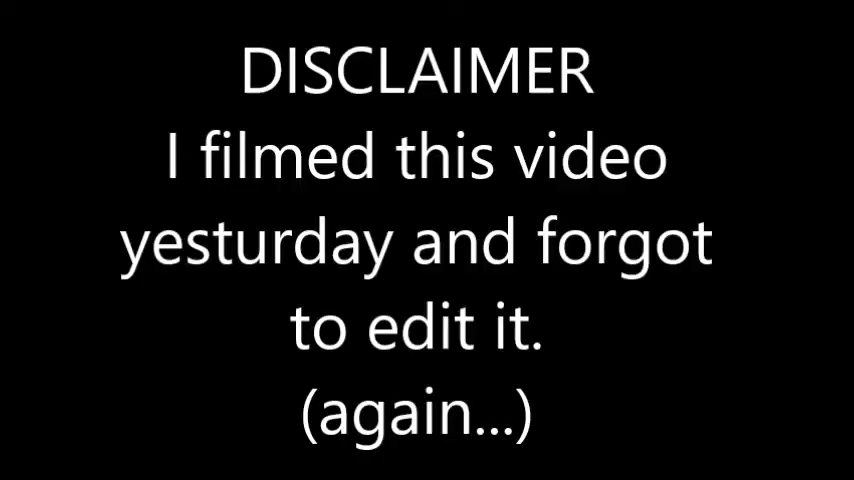 DISCLAIMER
I filmed this video
yesturday and forgot
to edit it.
(again...)